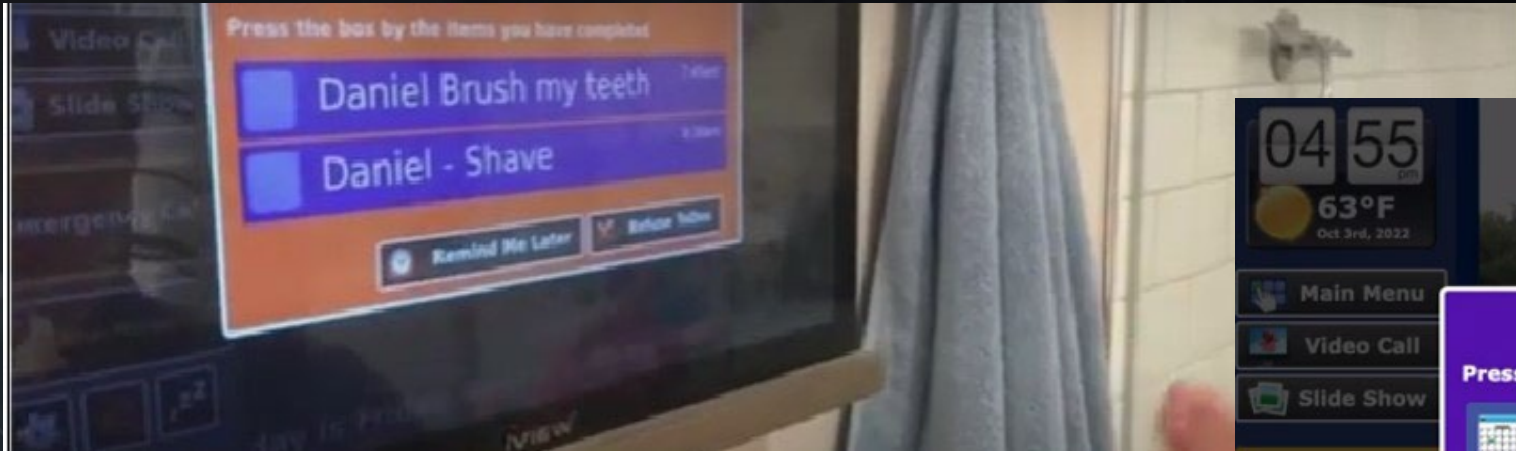 Video Call
Slide Show
Press the box by the items you have completed
Daniel Brush my teeth
Daniel - Shave
Remind Me Later
Refuse
04 55
pm
63°F
Oct 3rd, 2022
Main Menu
Video Call
Slide Show
Press